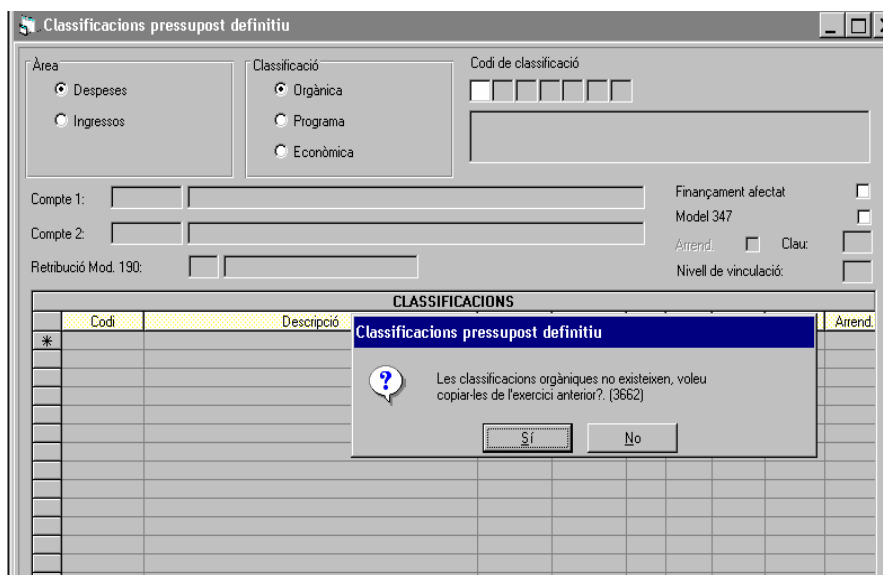 Classificacions pressupost definitiu
Àrea
Despeses
Ingressos
Classificació
Orgànica
Programa
Econòmica
Codi de classificació
Compte 1:
Compte 2:
Retribució Mod. 190:
Finançament afectat
Model 347
Arrend. Clau:
Nivell de vinculació:
CLASSIFICACIONS
Codi Descripció Arrend.
Classificacions pressupost definitiu
Les classificacions orgàniques no existeixen, voleu
copiar-les de l'exercici anterior?. (3662)
Sí No